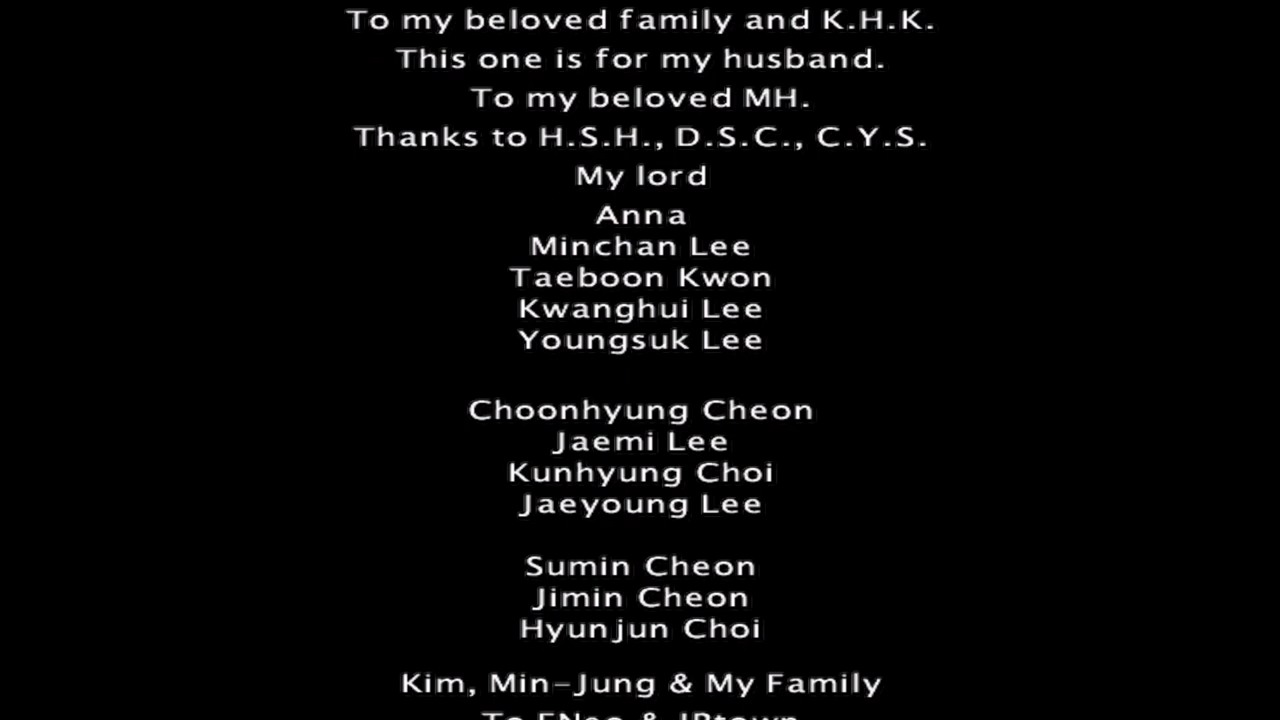 To my beloved family and K.H.K.
This one is for my husband.
To my beloved MH.
Thanks to H.S.H., D.S.C., C.Y.S.
My lord
Anna
Minchan Lee
Taeboon Kwon
Kwanghui Lee
Youngsuk Lee
Choonhyung Cheon
Jaemi Lee
Kunhyung Choi
Jaeyoung Lee
Sumin Cheon
Jimin Cheon
Hyunjun Choi
Kim, Min-Jung & My Family
To &